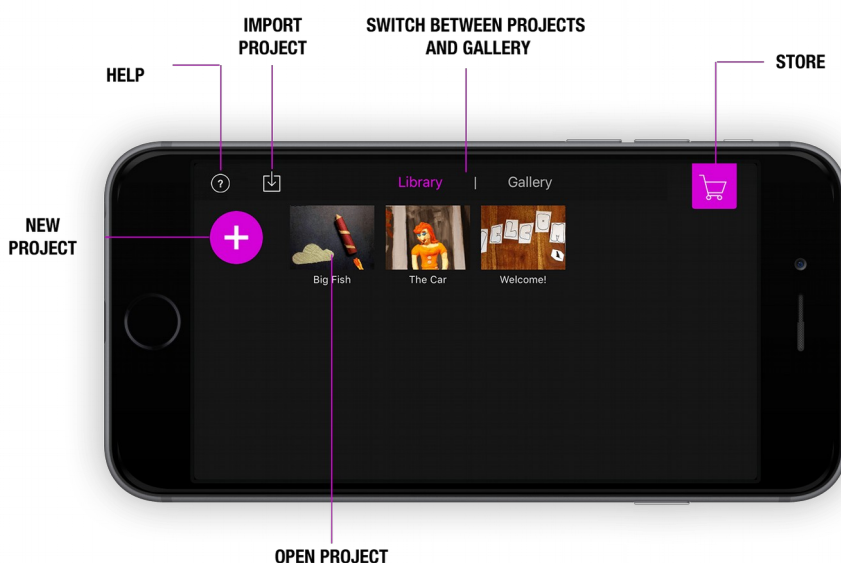 IMPORT
PROJECT
SWITCH BETWEEN PROJECTS
AND GALLERY
HELP
STORE
?
Library | Gallery
NEW
PROJECT
Big Fish
The Car
Welcome!
OPEN PROJECT